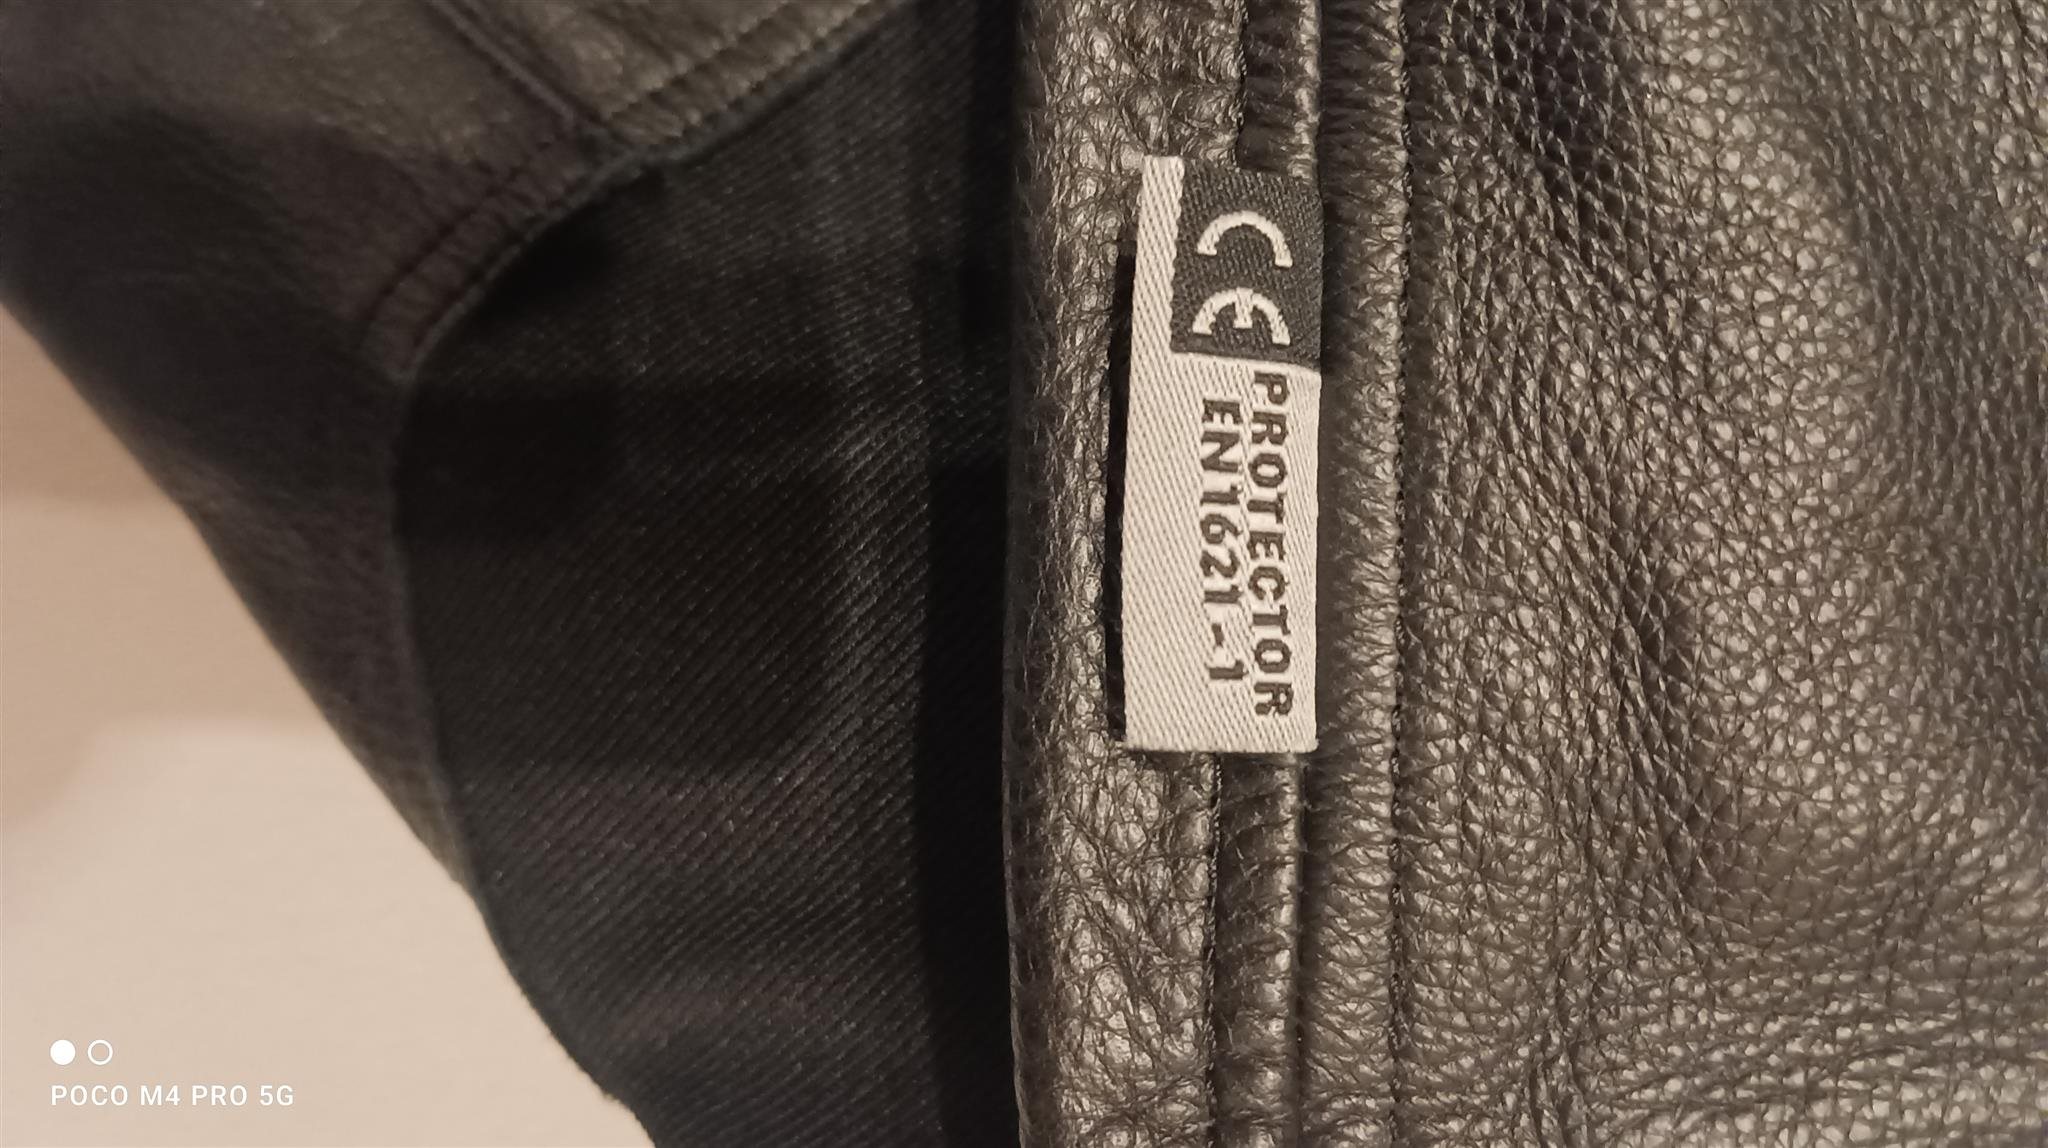 CE
PROTECTOR
EN1621-1
POCO M4 PRO 5G